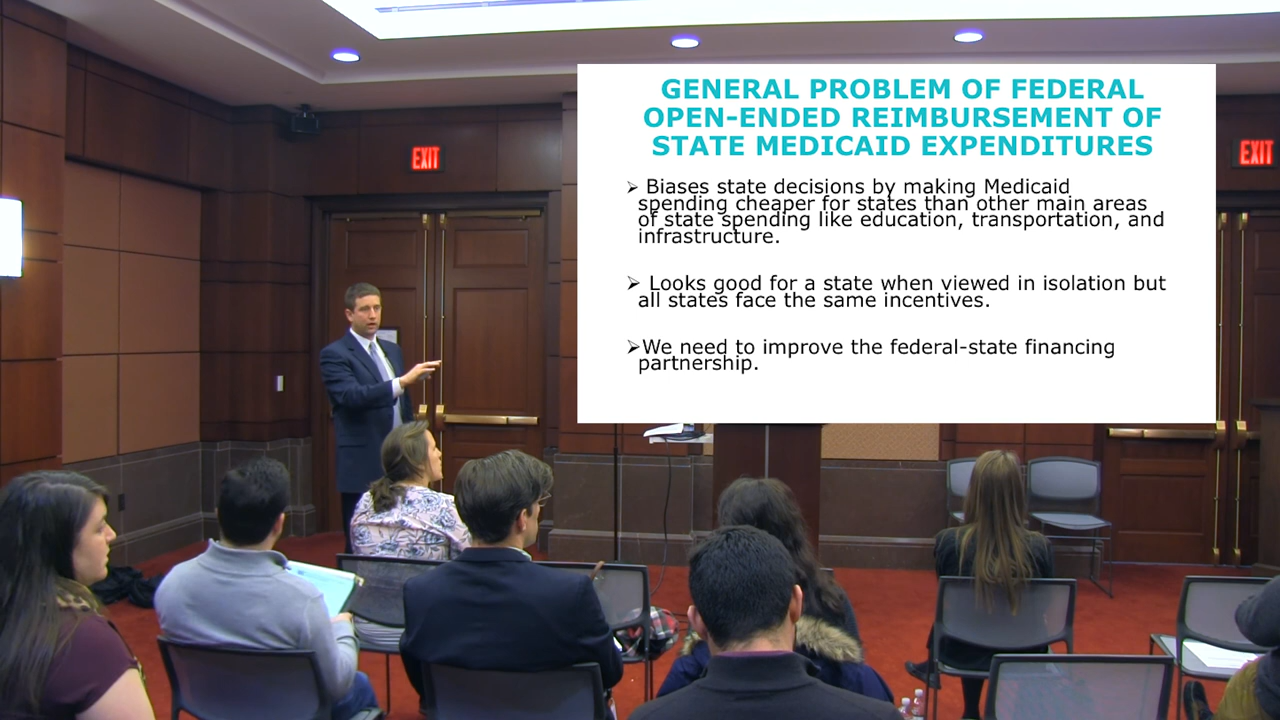 GENERAL PROBLEM OF FEDERAL
OPEN-ENDED REIMBURSEMENT OF
STATE MEDICAID EXPENDITURES
➢ Biases state decisions by making Medicaid
spending cheaper for states than other main areas
of state spending like education, transportation, and
infrastructure.
➢ Looks good for a state when viewed in isolation but
all states face the same incentives.
➢We need to improve the federal-state financing
partnership.
EXIT
EXIT